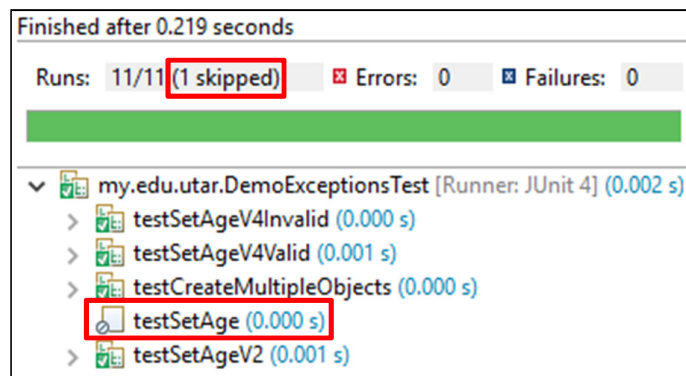 Finished after 0.219 seconds
Runs: 11/11 (1 skipped) Errors: 0 Failures: 0
my.edu.utar.DemoExceptionsTest [Runner: JUnit 4] (0.002 s)
testSetAgeV4Invalid (0.000 s)
testSetAgeV4Valid (0.001 s)
testCreateMultipleObjects (0.000 s)
testSetAge (0.000 s)
testSetAgeV2 (0.001 s)